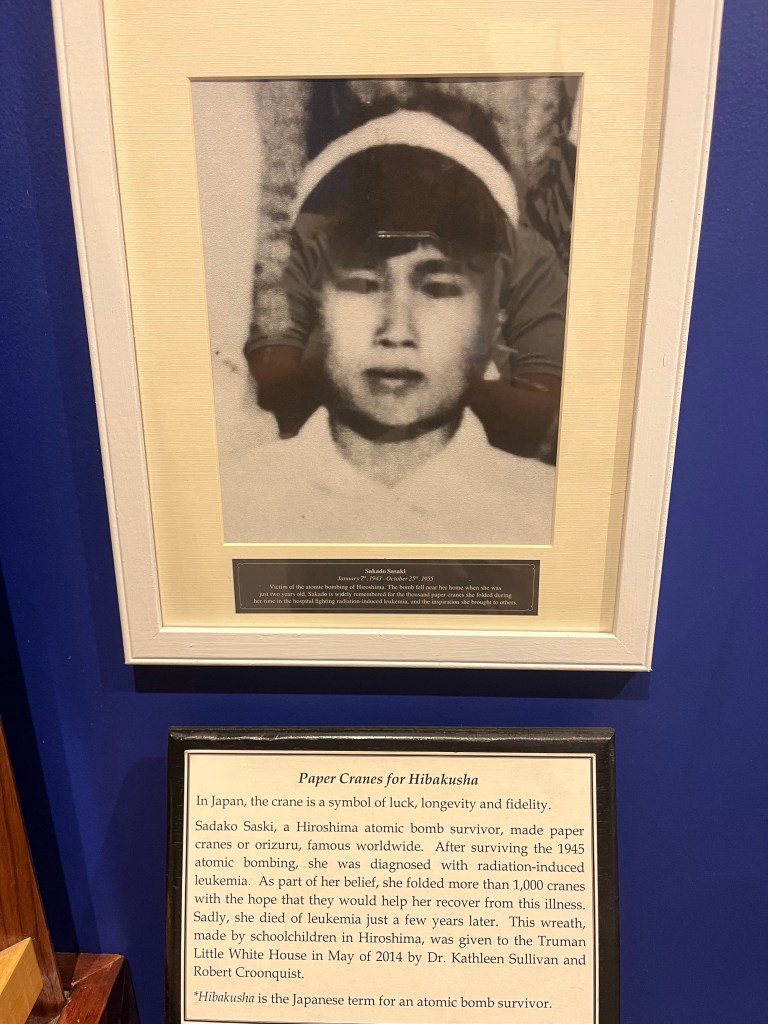 Sakado Sasaki
January 7th, 1943 - October 25th, 1955
Victim of the atomic bombing of Hiroshima. The bomb fell near her home when she was
just two years old. Sakado is widely remembered for the thousand paper cranes she folded during
her time in the hospital fighting radiation-induced leukemia, and the inspiration she brought to others.
Paper Cranes for Hibakusha
In Japan, the crane is a symbol of luck, longevity and fidelity.
Sadako Saski, a Hiroshima atomic bomb survivor, made paper
cranes or orizuru, famous worldwide. After surviving the 1945
atomic bombing, she was diagnosed with radiation-induced
leukemia. As part of her belief, she folded more than 1,000 cranes
with the hope that they would help her recover from this illness.
Sadly, she died of leukemia just a few years later. This wreath,
made by schoolchildren in Hiroshima, was given to the Truman
Little White House in May of 2014 by Dr. Kathleen Sullivan and
Robert Croonquist.
*Hibakusha is the Japanese term for an atomic bomb survivor.